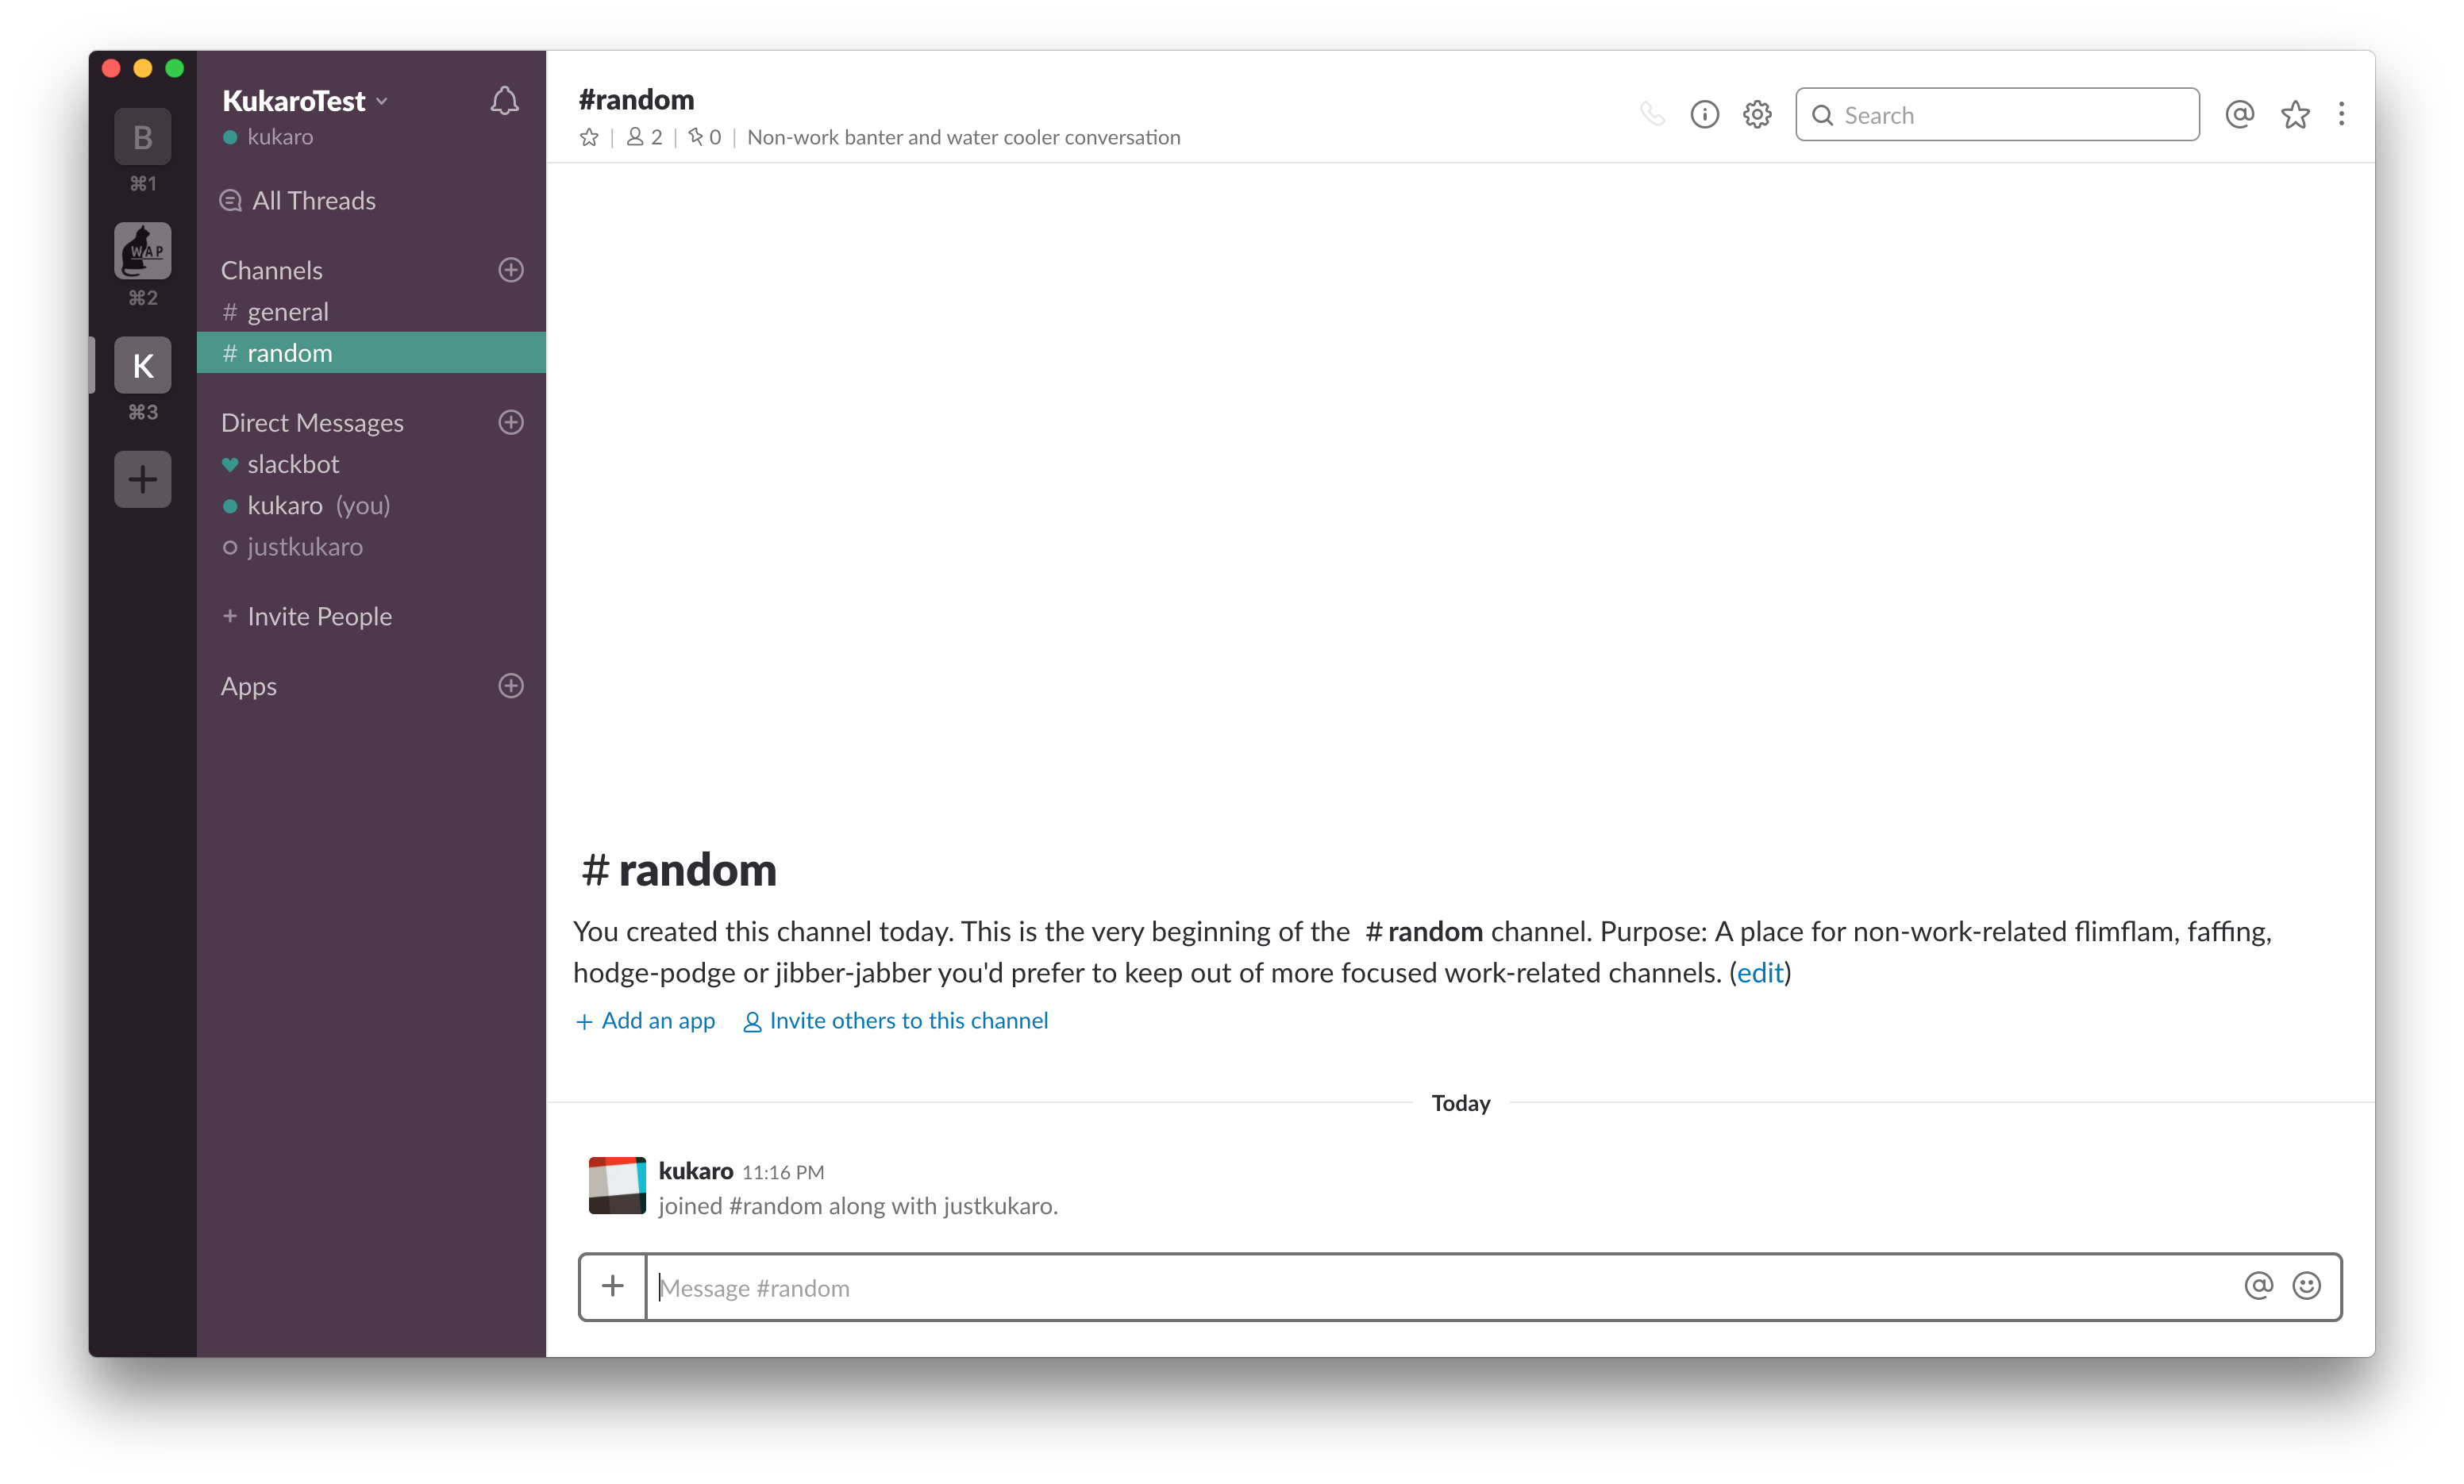 B
⌘1
WAP
⌘2
K
⌘3
KukaroTest
kukaro
All Threads
Channels
# general
# random
Direct Messages
slackbot
kukaro (you)
justkukaro
+ Invite People
Apps
#random
2 | 0 | Non-work banter and water cooler conversation
Search
# random
You created this channel today. This is the very beginning of the # random channel. Purpose: A place for non-work-related flimflam, faffing,
hodge-podge or jibber-jabber you'd prefer to keep out of more focused work-related channels. (edit)
+ Add an app Invite others to this channel
Today
kukaro 11:16 PM
joined #random along with justkukaro.
Message #random